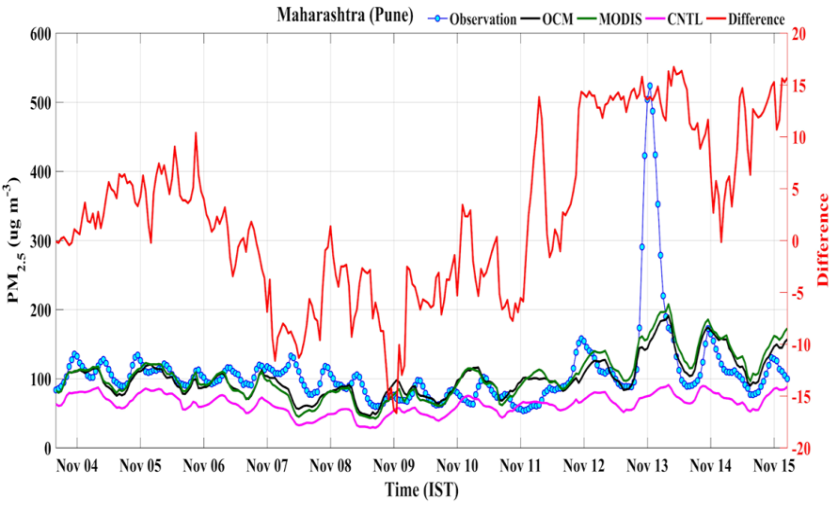 Maharashtra (Pune)
Observation OCM MODIS CNTL Difference
600
500
400
300
200
100
0
PM2.5 (ug m-3)
20
15
10
5
0
-5
-10
-15
-20
Difference
Nov 04 Nov 05 Nov 06 Nov 07 Nov 08 Nov 09 Nov 10 Nov 11 Nov 12 Nov 13 Nov 14 Nov 15
Time (IST)